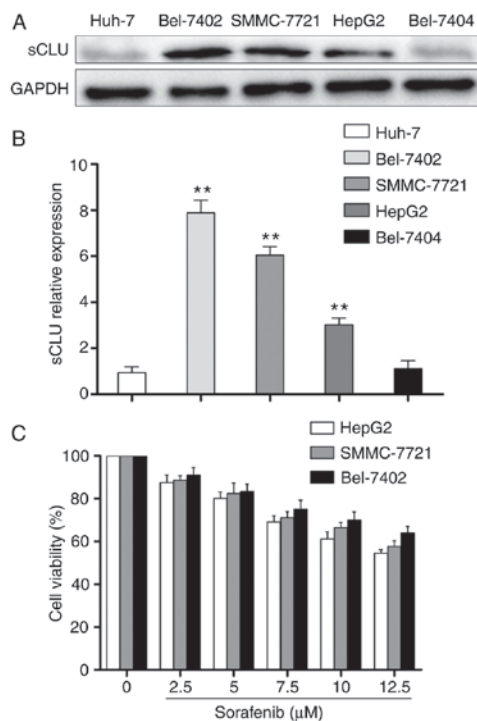 A Huh-7 Bel-7402 SMMC-7721 HepG2 Bel-7404
sCLU
GAPDH
B
Huh-7
Bel-7402
SMMC-7721
HepG2
Bel-7404
sCLU relative expression
10
8
6
4
2
0
**
**
**
C
HepG2
SMMC-7721
Bel-7402
Cell viability (%)
100
80
60
40
20
0
0 2.5 5 7.5 10 12.5
Sorafenib (µM)